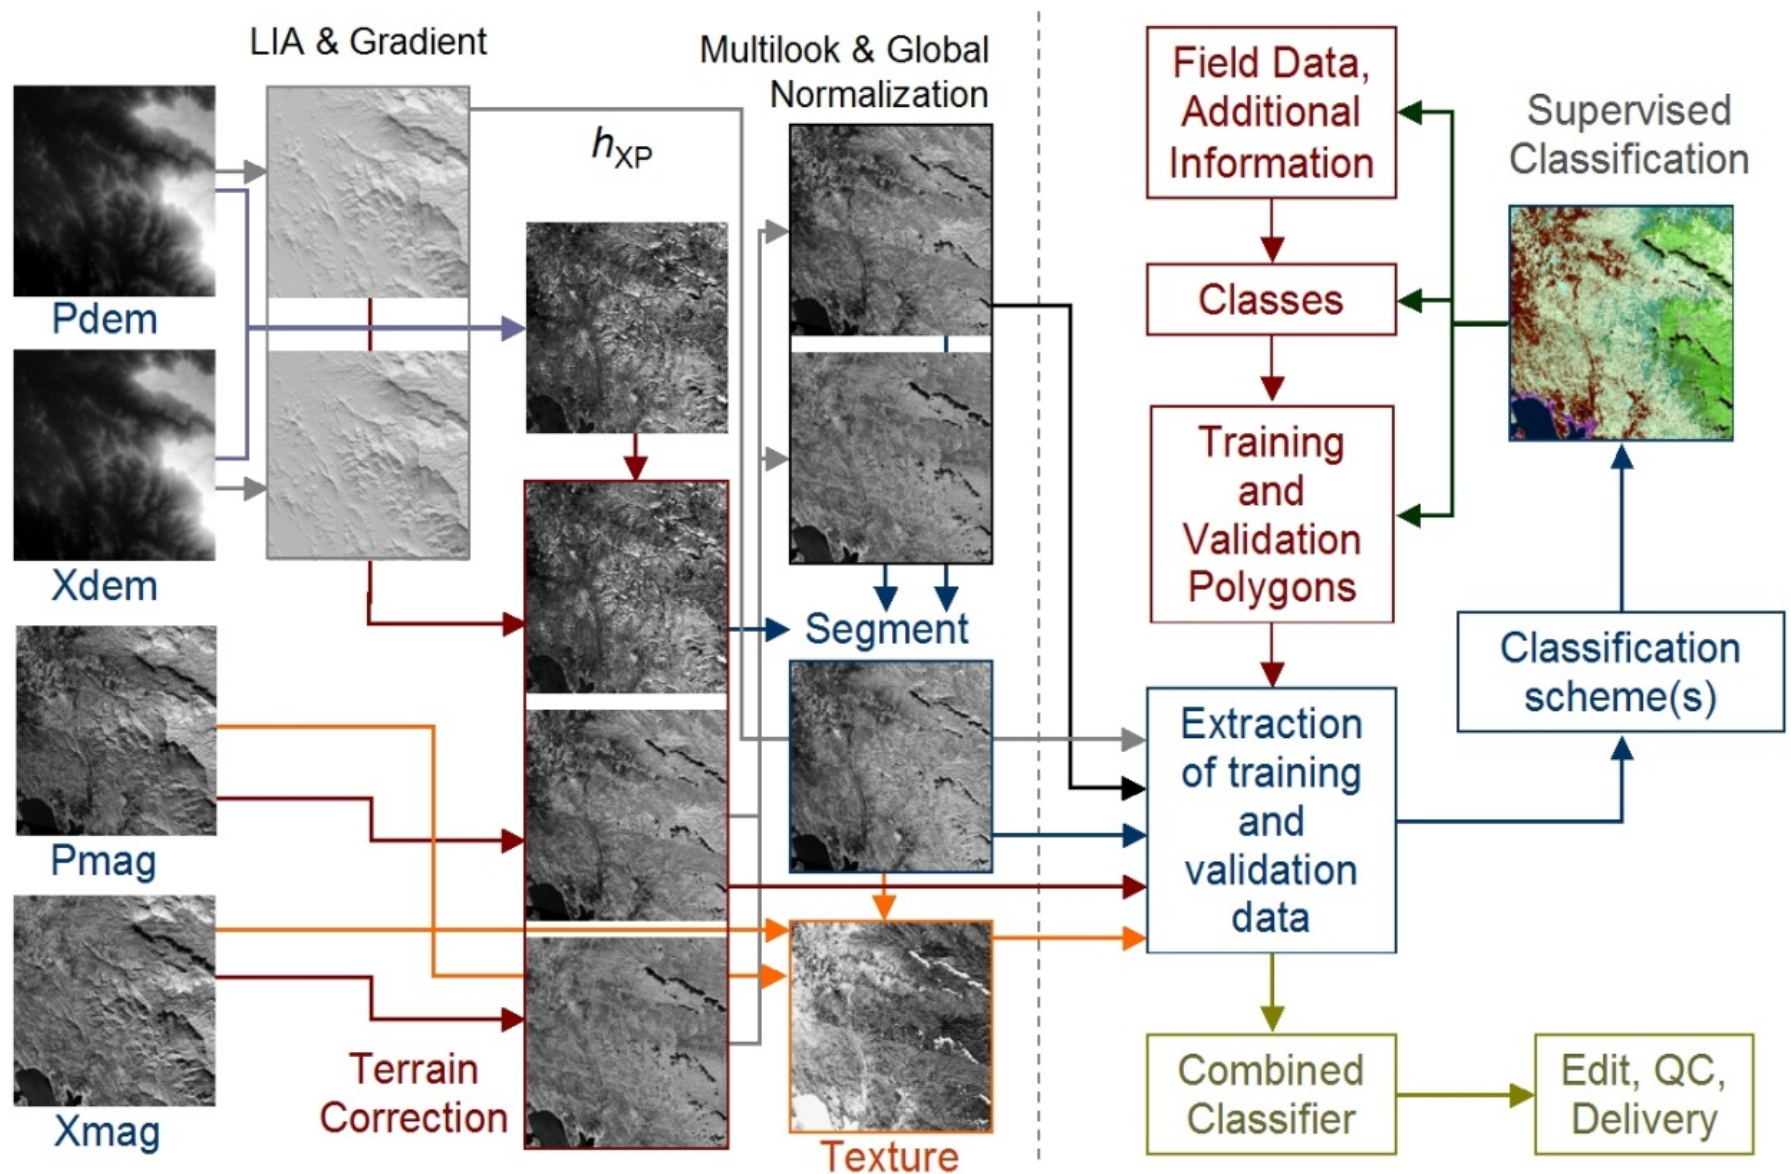 LIA & Gradient
Multilook & Global
Normalization
h_XP
Pdem
Xdem
Pmag
Xmag
Terrain
Correction
Segment
Texture
Field Data,
Additional
Information
Classes
Training
and
Validation
Polygons
Extraction
of training
and
validation
data
Combined
Classifier
Edit, QC,
Delivery
Supervised
Classification
Classification
scheme(s)